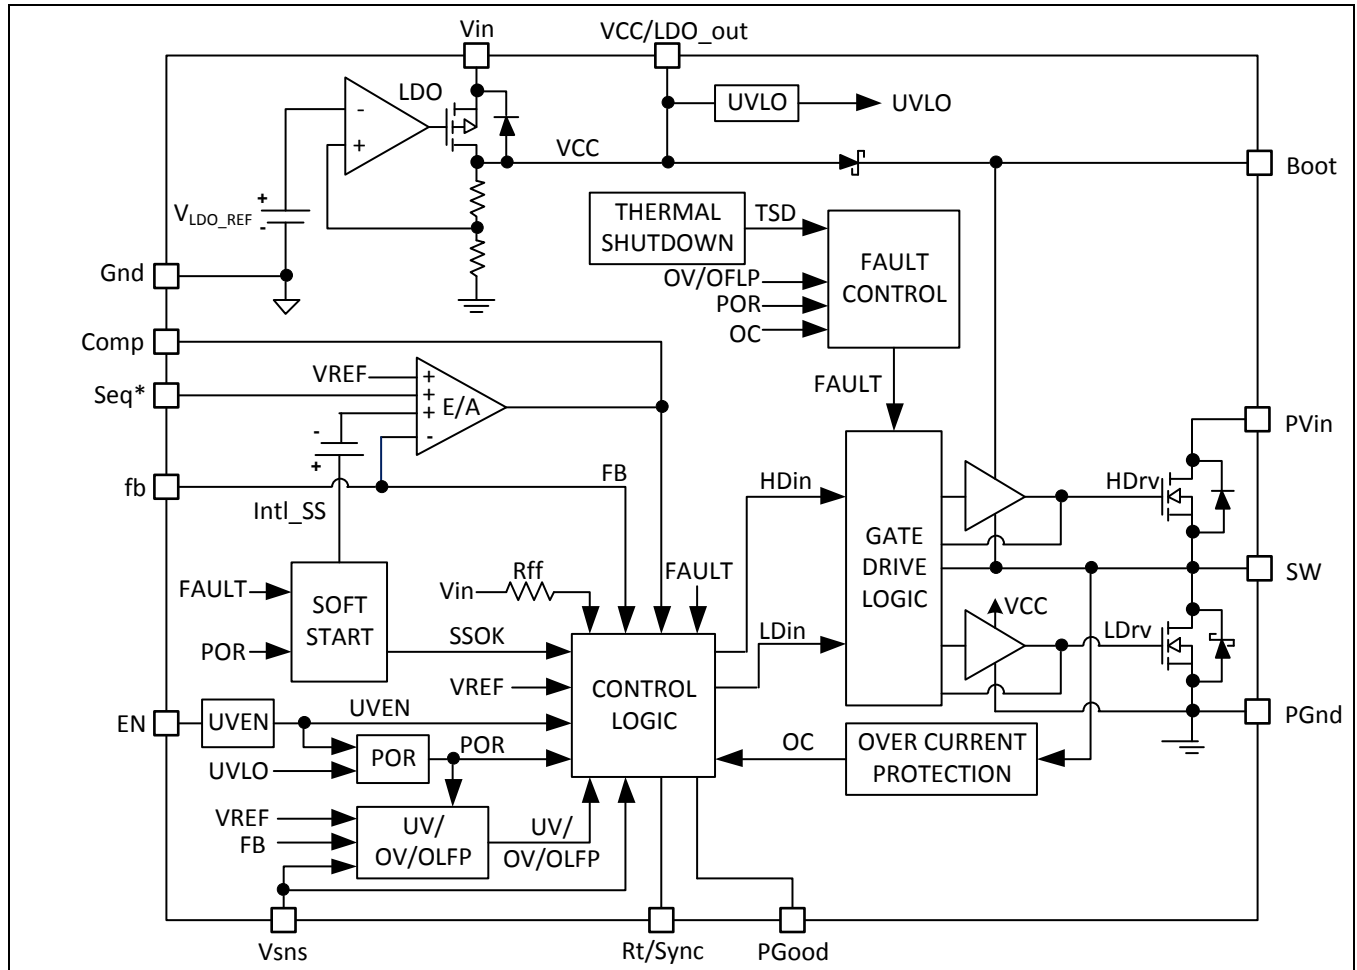 Vin
VCC/LDO_out
LDO
-
+
UVLO
UVLO
VCC
Boot
+
VLDO_REF
-
THERMAL
SHUTDOWN
TSD
FAULT
CONTROL
OV/OFLP
POR
OC
Gnd
Comp
VREF
Seq*
+
+
+
-
E/A
-
+
FAULT
PVin
fb
Intl_SS
FB
HDin
HDrv
GATE
DRIVE
LOGIC
SW
FAULT
POR
SOFT
START
Vin
Rff
FAULT
SSOK
VREF
LDin
VCC
LDrv
CONTROL
LOGIC
EN
UVEN
UVEN
UVLO
POR
POR
OC
OVER CURRENT
PROTECTION
PGnd
VREF
FB
UV/
OV/OLFP
UV/
OV/OLFP
Vsns
Rt/Sync
PGood